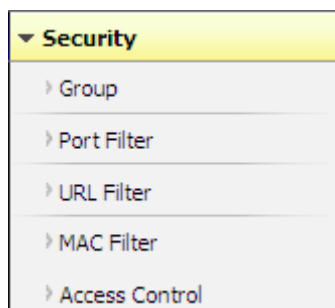 Security
Group
Port Filter
URL Filter
MAC Filter
Access Control